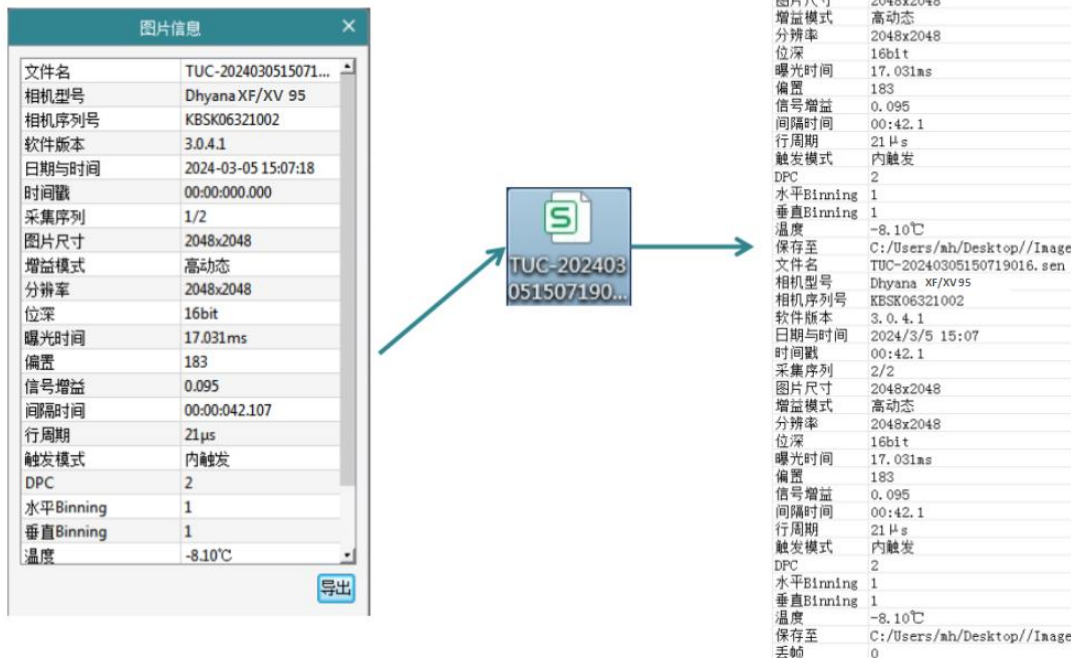 图片信息
文件名 TUC-2024030515071...
相机型号 Dhyana XF/XV 95
相机序列号 KBSK06321002
软件版本 3.0.4.1
日期与时间 2024-03-05 15:07:18
时间戳 00:00:000.000
采集序列 1/2
图片尺寸 2048x2048
增益模式 高动态
分辨率 2048x2048
位深 16bit
曝光时间 17.031ms
偏置 183
信号增益 0.095
间隔时间 00:00:042.107
行周期 21μs
触发模式 内触发
DPC 2
水平Binning 1
垂直Binning 1
温度 -8.10℃
导出
TUC-202403
051507190...
图片尺寸 2048x2048
增益模式 高动态
分辨率 2048x2048
位深 16bit
曝光时间 17.031ms
偏置 183
信号增益 0.095
间隔时间 00:42.1
行周期 21μs
触发模式 内触发
DPC 2
水平Binning 1
垂直Binning 1
温度 -8.10℃
保存至 C:/Users/mh/Desktop//Image
文件名 TUC-20240305150719016.sen
相机型号 Dhyana XF/XV95
相机序列号 KBSK06321002
软件版本 3.0.4.1
日期与时间 2024/3/5 15:07
时间戳 00:42.1
采集序列 2/2
图片尺寸 2048x2048
增益模式 高动态
分辨率 2048x2048
位深 16bit
曝光时间 17.031ms
偏置 183
信号增益 0.095
间隔时间 00:42.1
行周期 21μs
触发模式 内触发
DPC 2
水平Binning 1
垂直Binning 1
温度 -8.10℃
保存至 C:/Users/mh/Desktop//Image
丢帧 0